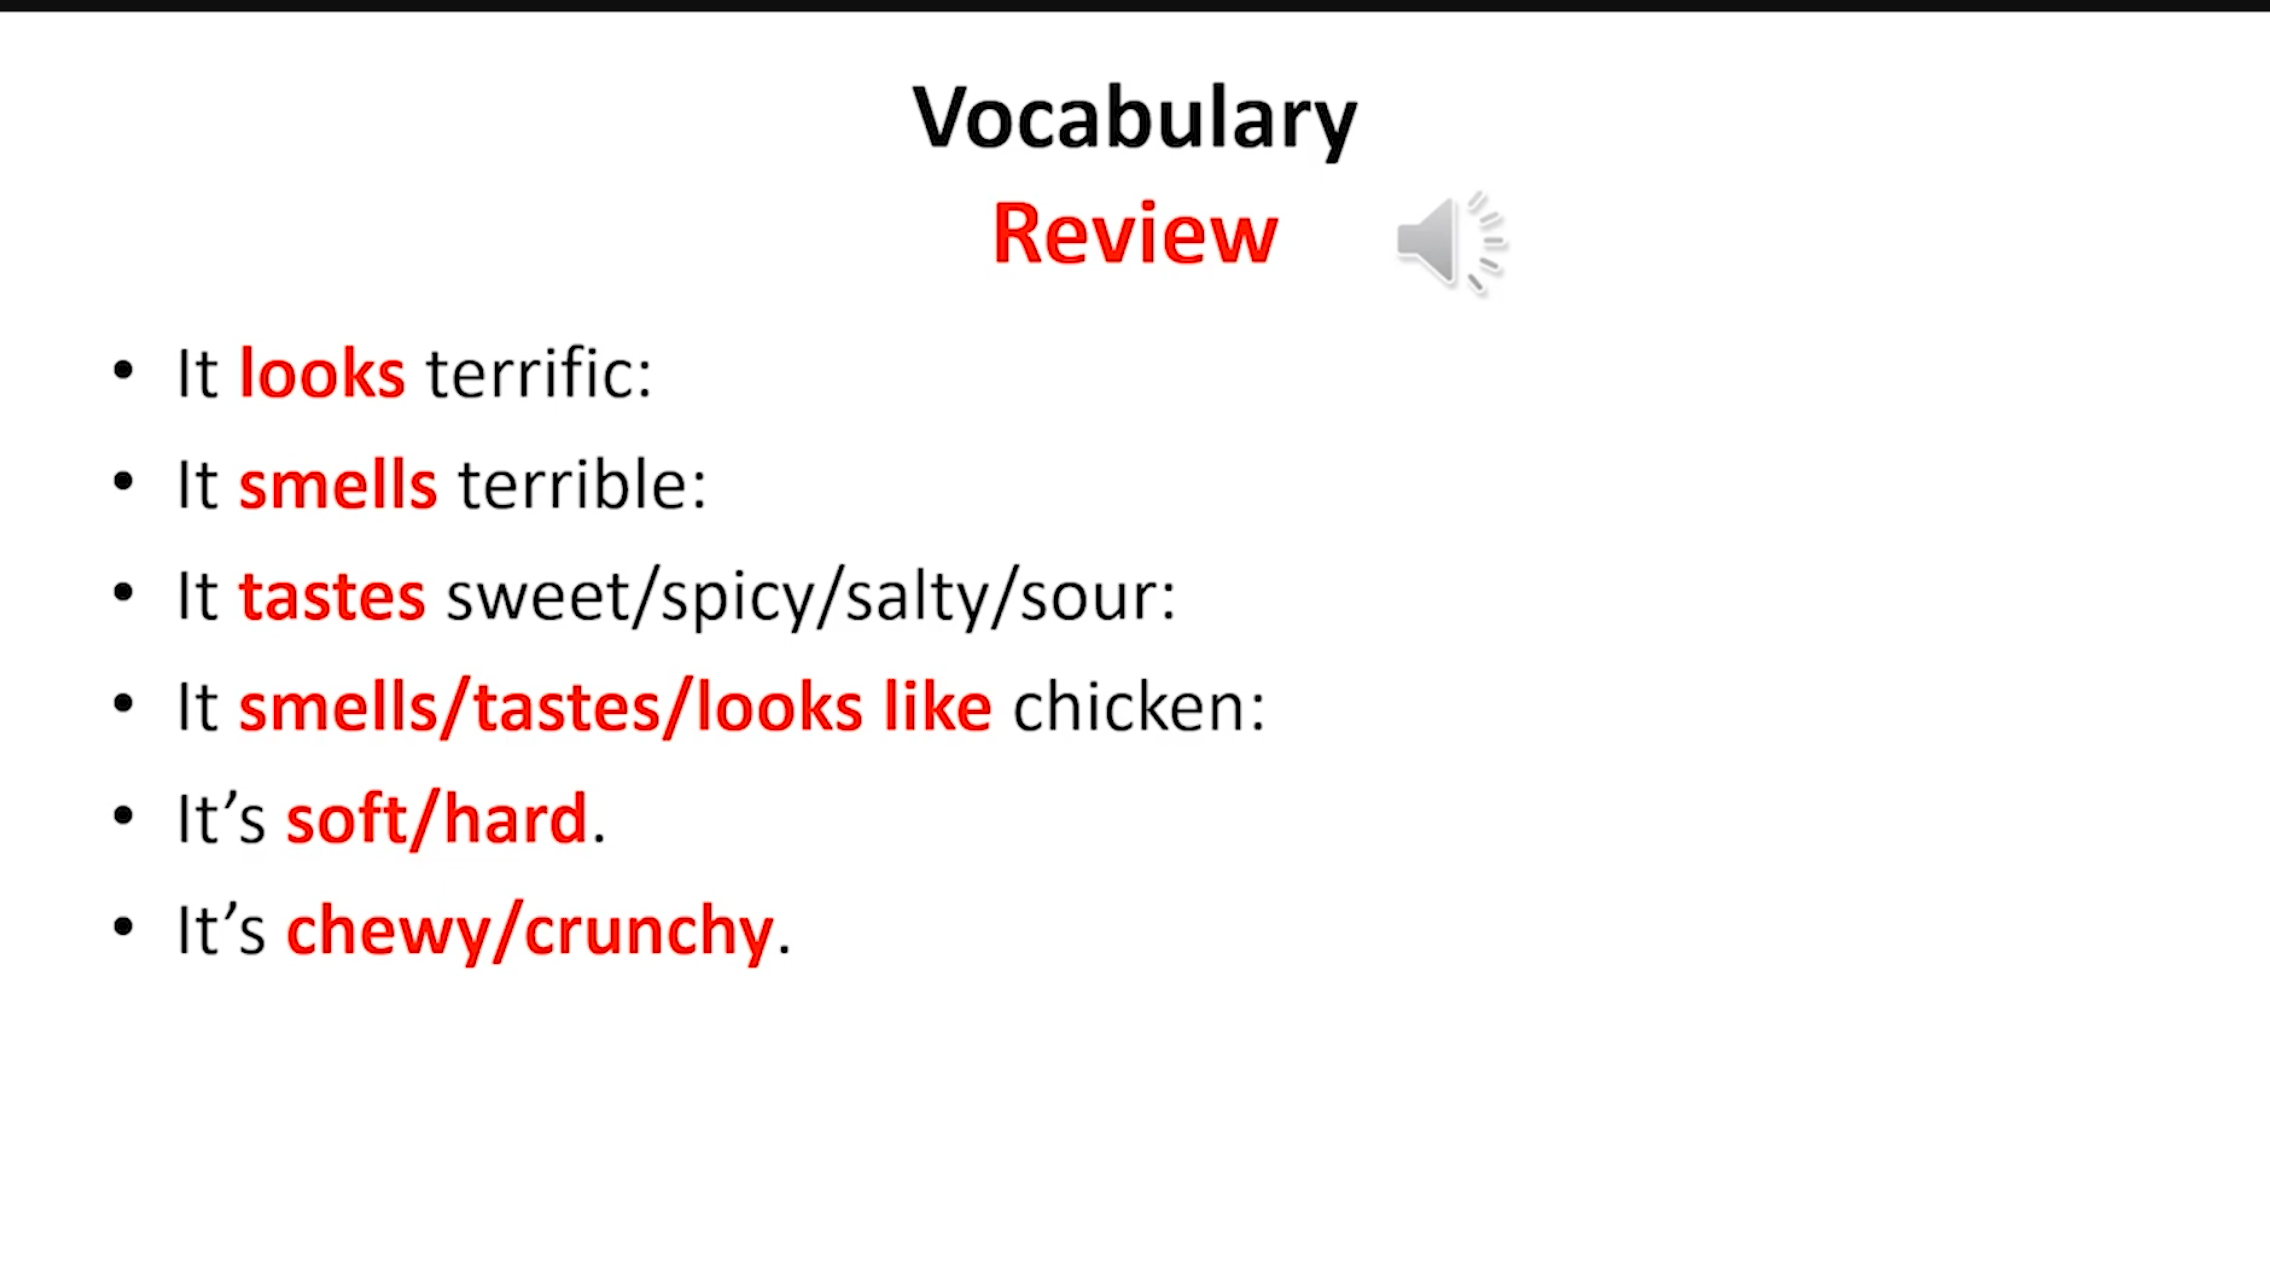 Vocabulary
Review
• It looks terrific:
• It smells terrible:
• It tastes sweet/spicy/salty/sour:
• It smells/tastes/looks like chicken:
• It’s soft/hard.
• It’s chewy/crunchy.